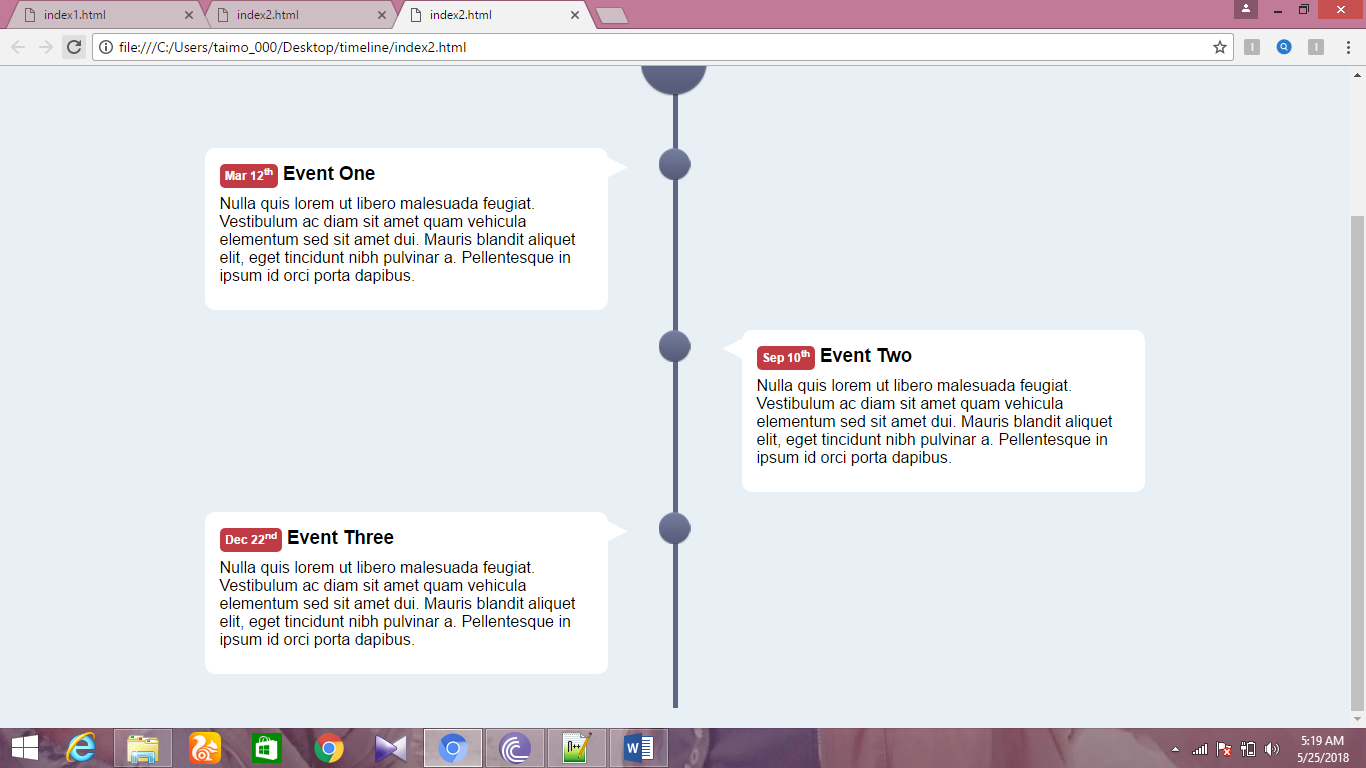 index1.html
index2.html
index2.html
file:///C:/Users/taimo_000/Desktop/timeline/index2.html
Mar 12th Event One
Nulla quis lorem ut libero malesuada feugiat.
Vestibulum ac diam sit amet quam vehicula
elementum sed sit amet dui. Mauris blandit aliquet
elit, eget tincidunt nibh pulvinar a. Pellentesque in
ipsum id orci porta dapibus.
Sep 10th Event Two
Nulla quis lorem ut libero malesuada feugiat.
Vestibulum ac diam sit amet quam vehicula
elementum sed sit amet dui. Mauris blandit aliquet
elit, eget tincidunt nibh pulvinar a. Pellentesque in
ipsum id orci porta dapibus.
Dec 22nd Event Three
Nulla quis lorem ut libero malesuada feugiat.
Vestibulum ac diam sit amet quam vehicula
elementum sed sit amet dui. Mauris blandit aliquet
elit, eget tincidunt nibh pulvinar a. Pellentesque in
ipsum id orci porta dapibus.
5:19 AM
5/25/2018